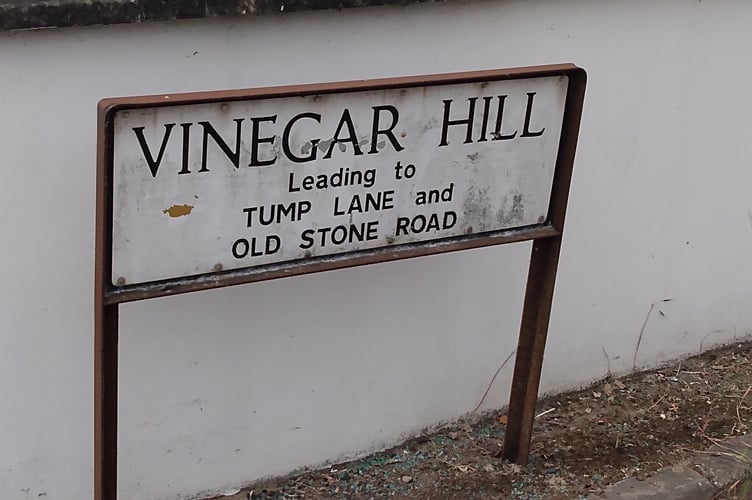 VINEGAR HILL
Leading to
TUMP LANE and
OLD STONE ROAD